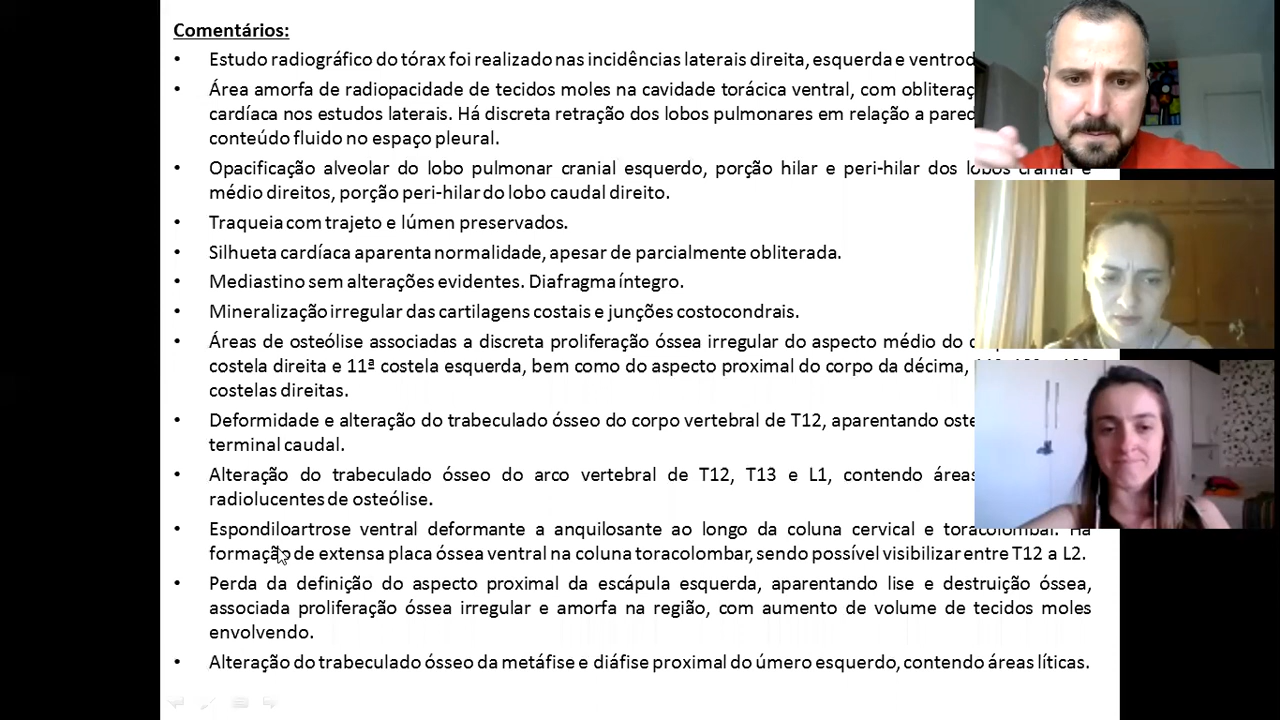 Comentários:
• Estudo radiográfico do tórax foi realizado nas incidências laterais direita, esquerda e
• Área amorfa de radiopacidade de tecidos moles na cavidade torácica ventral, com
cardíaca nos estudos laterais. Há discreta retração dos lobos pulmonares em relação a
conteúdo fluido no espaço pleural.
• Opacificação alveolar do lobo pulmonar cranial esquerdo, porção hilar e peri-hilar dos lobos cranial e
médio direitos, porção peri-hilar do lobo caudal direito.
• Traqueia com trajeto e lúmen preservados.
• Silhueta cardíaca aparenta normalidade, apesar de parcialmente obliterada.
• Mediastino sem alterações evidentes. Diafragma íntegro.
• Mineralização irregular das cartilagens costais e junções costocondrais.
• Áreas de osteólise associadas a discreta proliferação óssea irregular do aspecto médio do
costela direita e 11ª costela esquerda, bem como do aspecto proximal do corpo da décima,
costelas direitas.
• Deformidade e alteração do trabeculado ósseo do corpo vertebral de T12, aparentando
terminal caudal.
• Alteração do trabeculado ósseo do arco vertebral de T12, T13 e L1, contendo áreas
radiolucentes de osteólise.
• Espondiloartrose ventral deformante a anquilosante ao longo da coluna cervical e toracolombar. Há
formação de extensa placa óssea ventral na coluna toracolombar, sendo possível visibilizar entre T12 a L2.
• Perda da definição do aspecto proximal da escápula esquerda, aparentando lise e destruição óssea,
associada proliferação óssea irregular e amorfa na região, com aumento de volume de tecidos moles
envolvendo.
• Alteração do trabeculado ósseo da metáfise e diáfise proximal do úmero esquerdo, contendo áreas líticas.